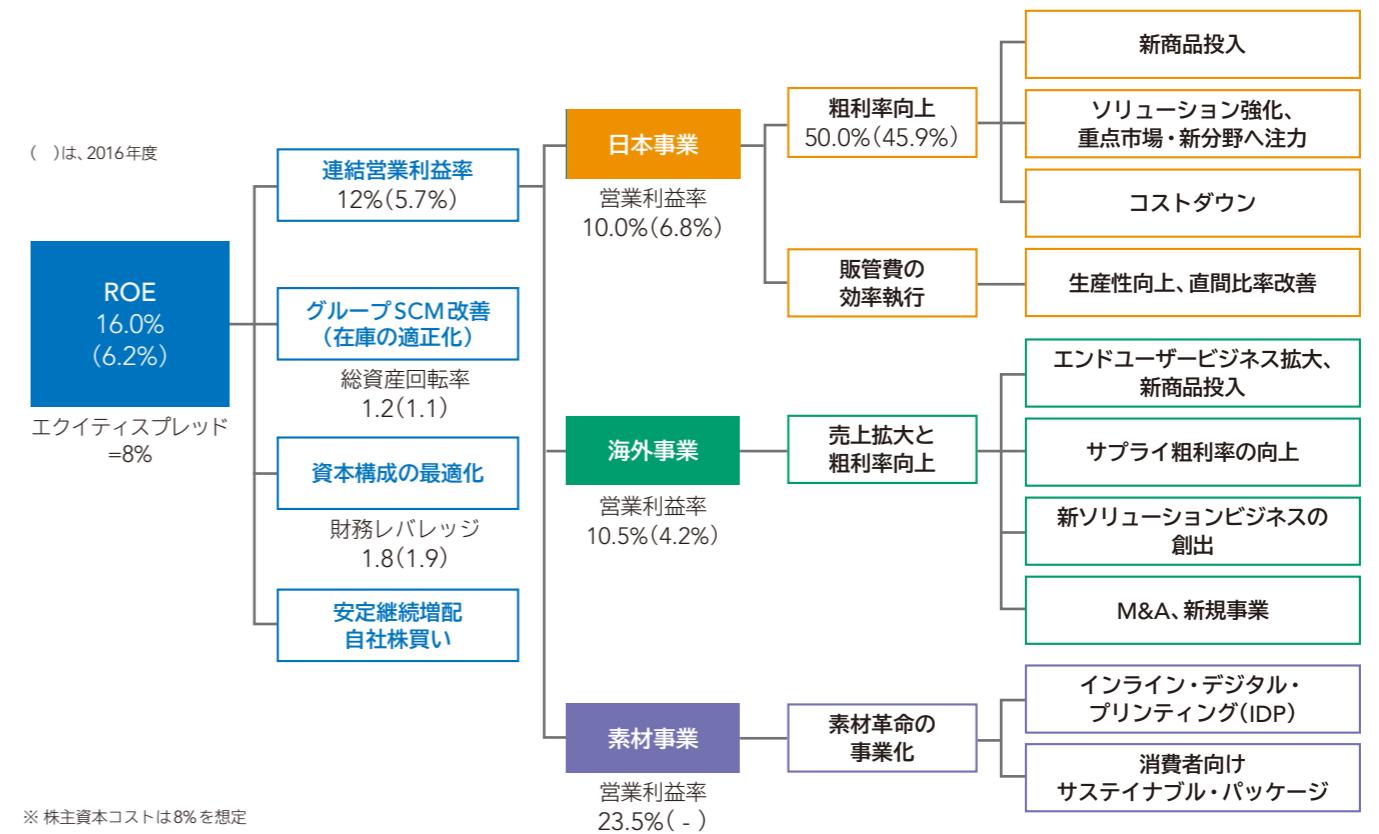 ( )は、2016年度
ROE
16.0%
(6.2%)
エクイティスプレッド
=8%
連結営業利益率
12%(5.7%)
グループSCM改善
(在庫の適正化)
総資産回転率
1.2(1.1)
資本構成の最適化
財務レバレッジ
1.8(1.9)
安定継続増配
自社株買い
日本事業
営業利益率
10.0%(6.8%)
粗利率向上
50.0%(45.9%)
新商品投入
ソリューション強化、
重点市場・新分野へ注力
コストダウン
販管費の
効率執行
生産性向上、直間比率改善
海外事業
営業利益率
10.5%(4.2%)
売上拡大と
粗利率向上
エンドユーザービジネス拡大、
新商品投入
サプライ粗利率の向上
新ソリューションビジネスの
創出
M&A、新規事業
素材事業
営業利益率
23.5%( - )
素材革命の
事業化
インライン・デジタル・
プリンティング(IDP)
消費者向け
サステイナブル・パッケージ
※ 株主資本コストは8%を想定